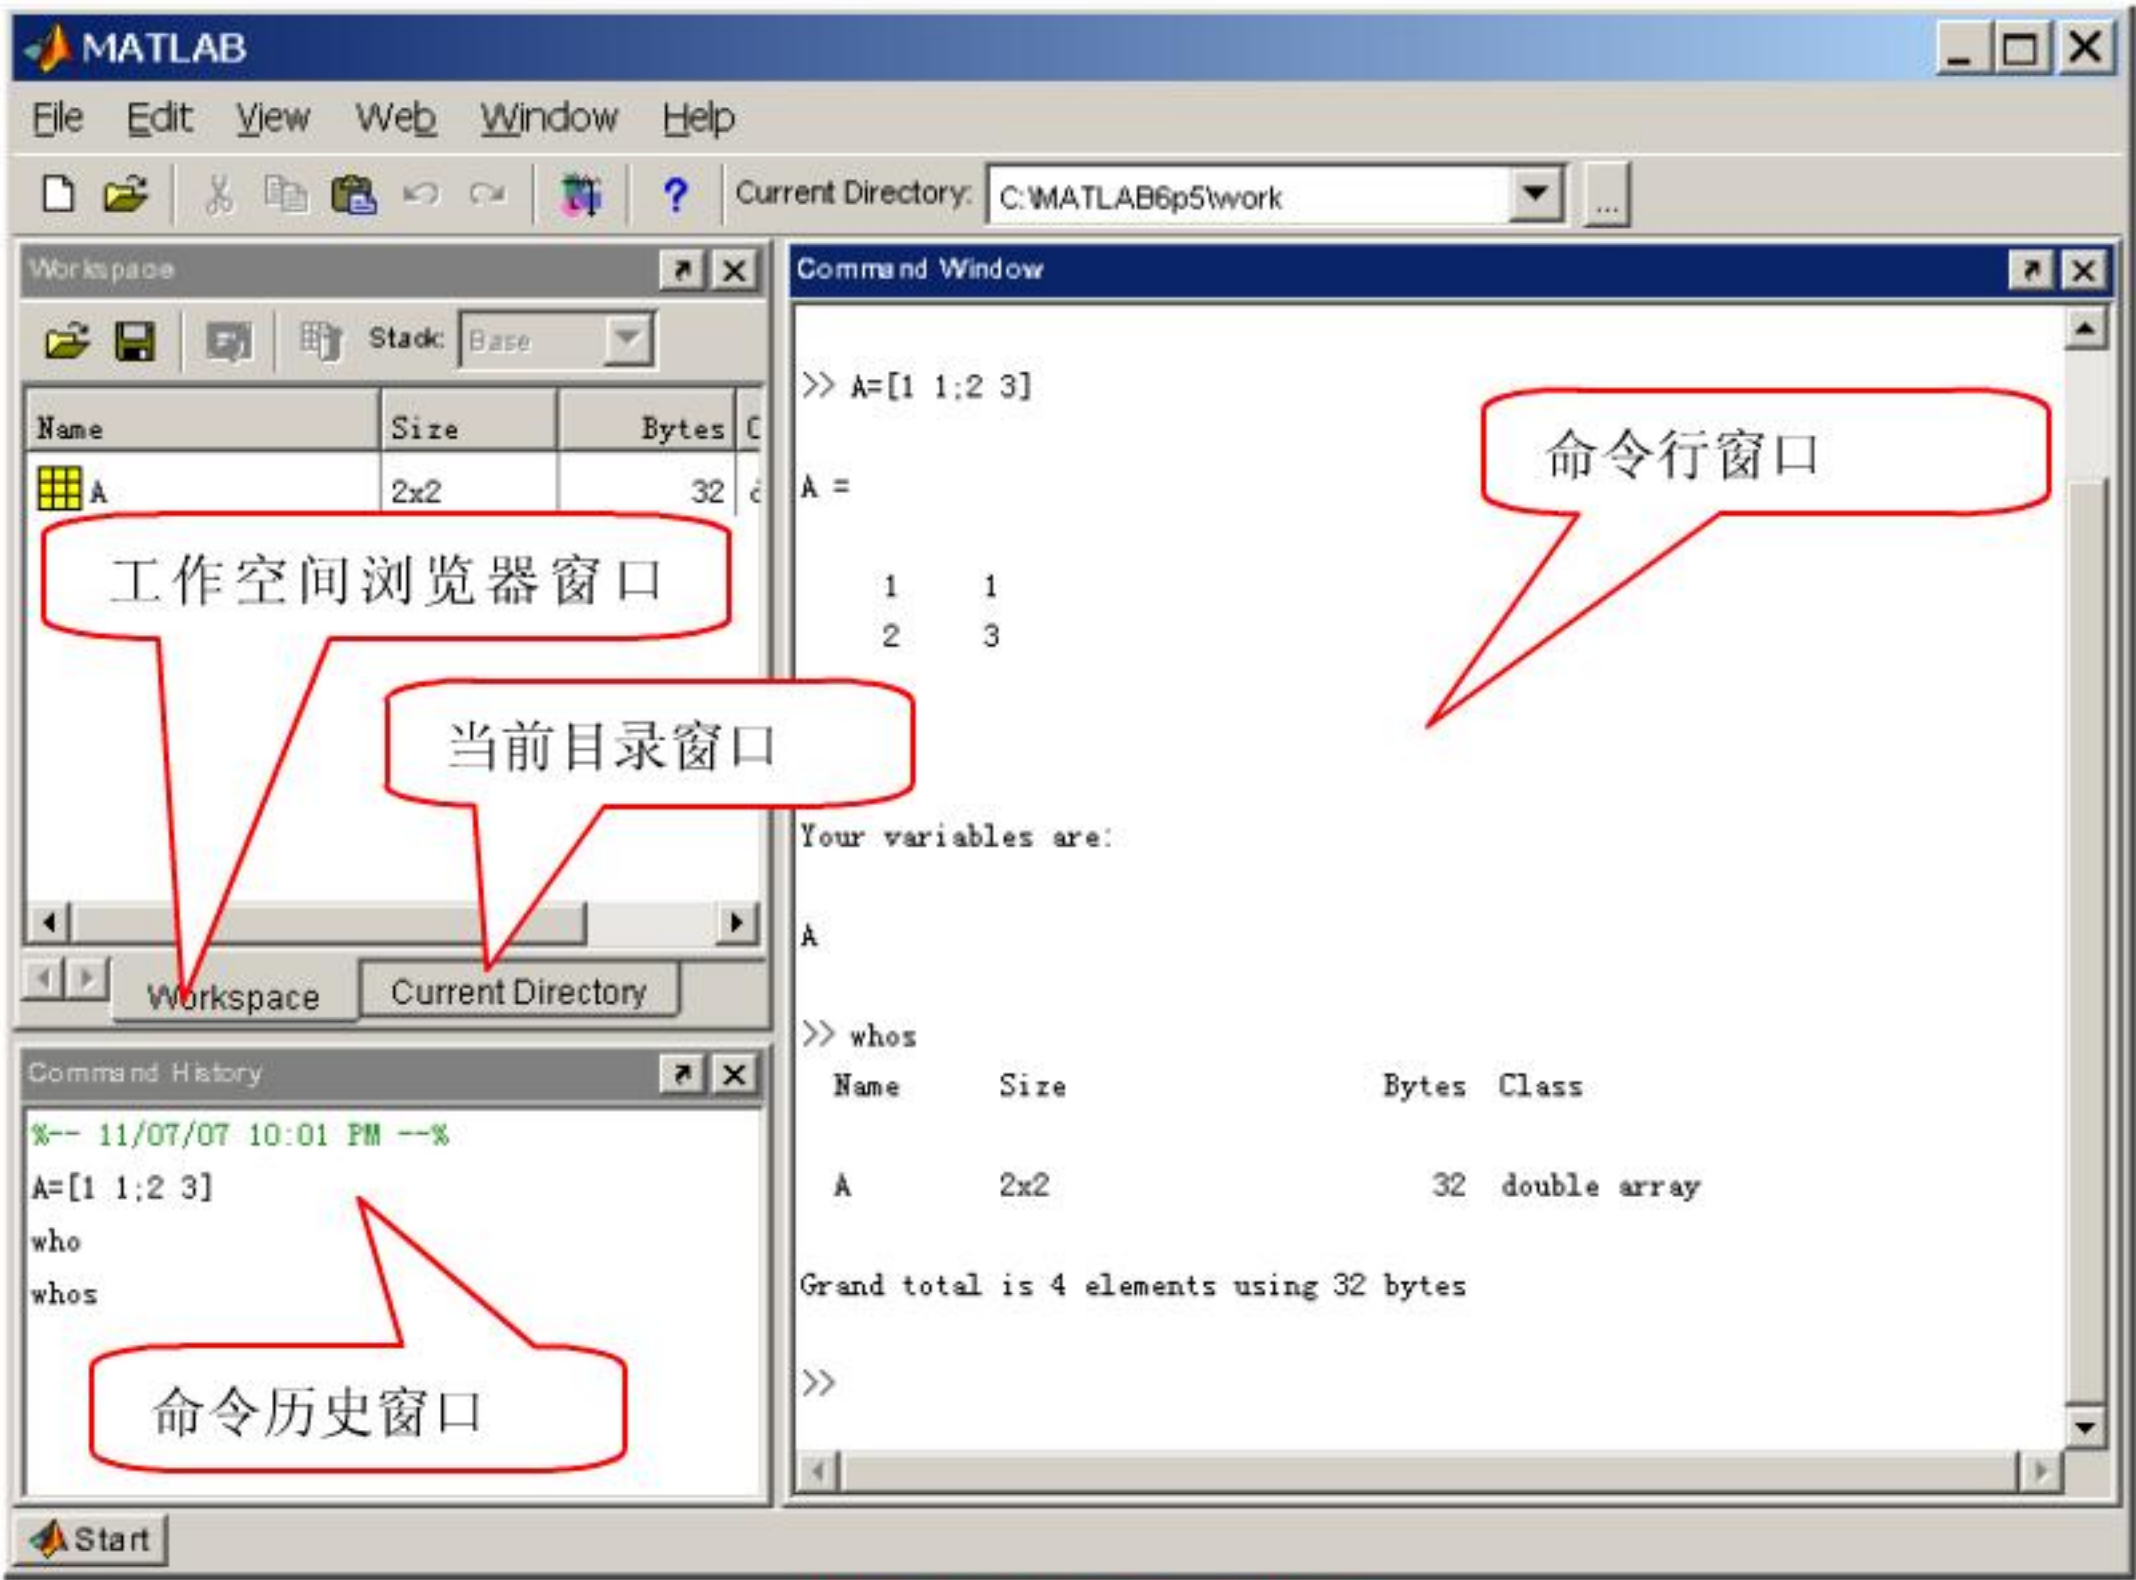 MATLAB
File Edit View Web Window Help
Current Directory: C:\MATLAB6p5\work ...
Workspace
Stack: Base
Name Size Bytes C
A 2x2 32
工作空间浏览器窗口
当前目录窗口
Workspace Current Directory
Command History
%-- 11/07/07 10:01 PM --%
A=[1 1;2 3]
who
whos
命令历史窗口
Command Window
>> A=[1 1;2 3]
命令行窗口
A =
1 1
2 3
Your variables are:
A
>> whos
Name Size Bytes Class
A 2x2 32 double array
Grand total is 4 elements using 32 bytes
>>
Start